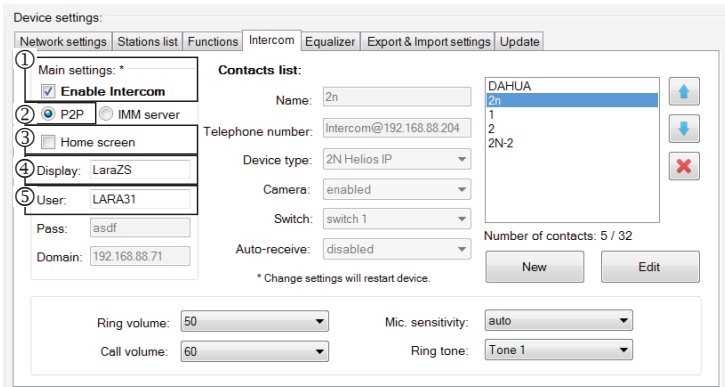 Device settings:
Network settings Stations list Functions Intercom Equalizer Export & Import settings Update
1
Main settings: *
Enable Intercom
2 P2P IMM server
3 Home screen
4 Display: LaraZS
5 User: LARA31
Pass: asdf
Domain: 192.168.88.71
Contacts list:
Name: 2n
Telephone number: Intercom@192.168.88.204
Device type: 2N Helios IP
Camera: enabled
Switch: switch 1
Auto-receive: disabled
* Change settings will restart device.
DAHUA
2n
1
2
2N-2
Number of contacts: 5 / 32
New Edit
Ring volume: 50 Mic. sensitivity: auto
Call volume: 60 Ring tone: Tone 1